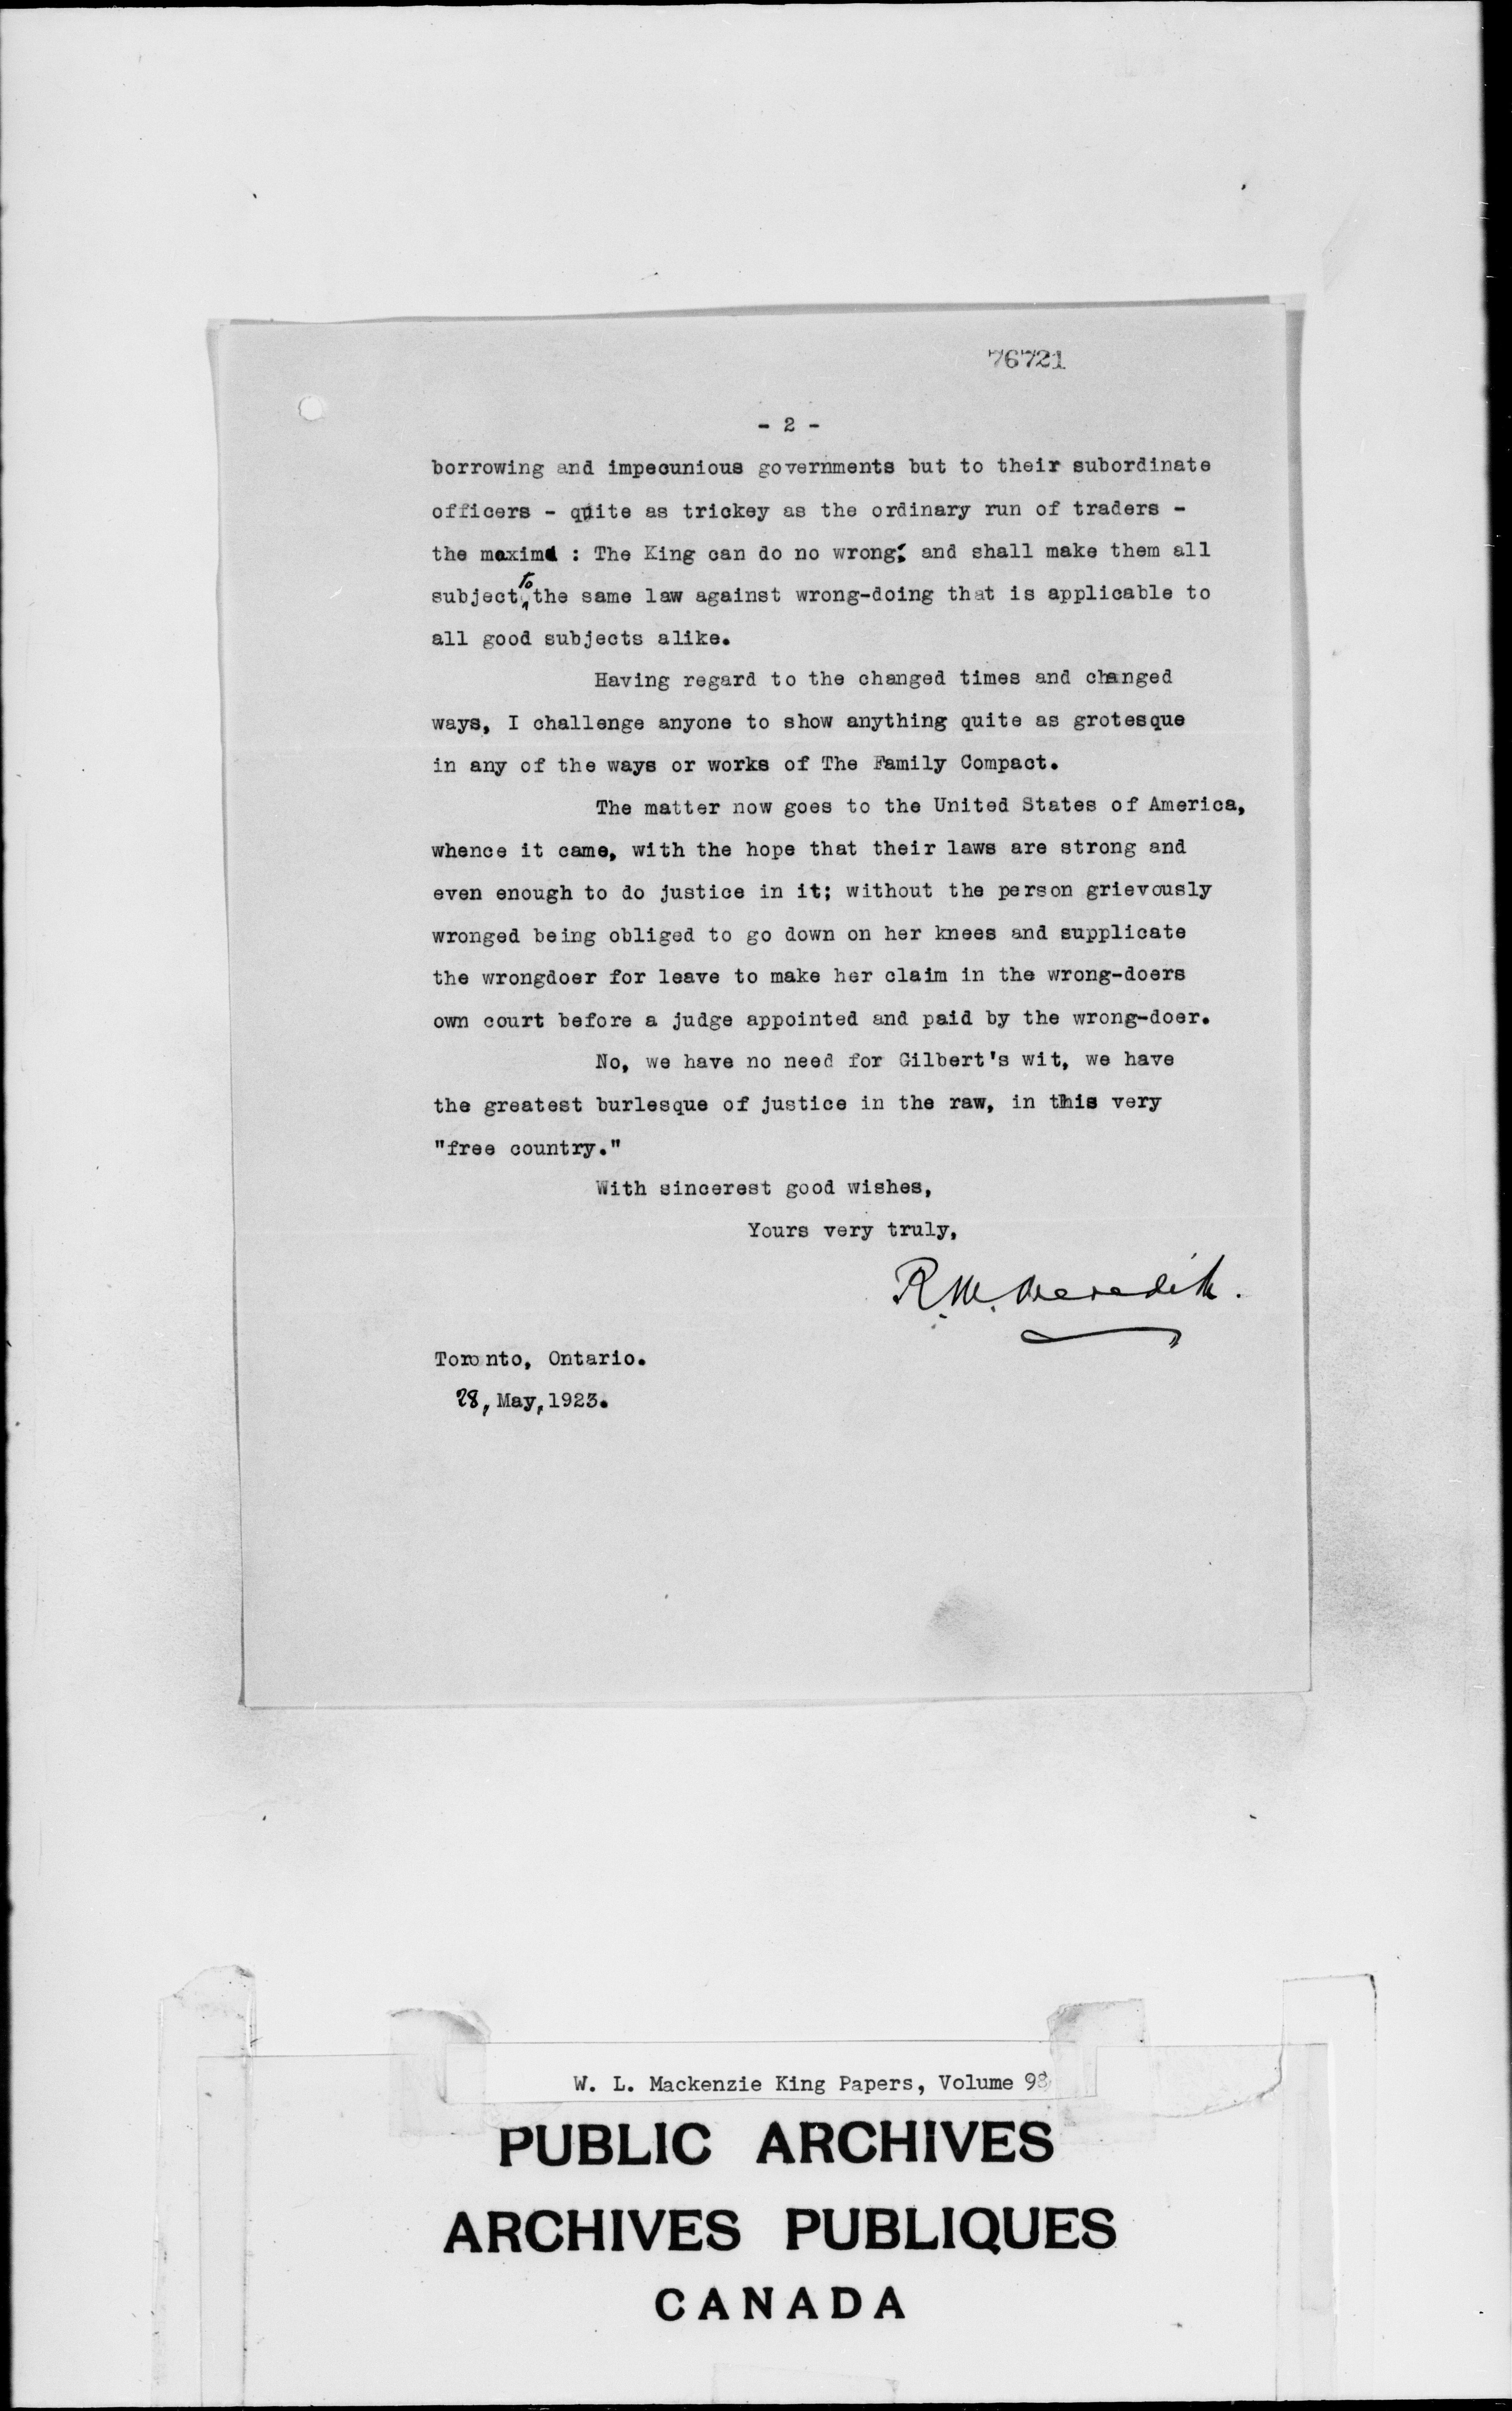 76721
- 2 -
borrowing and impecunious governments but to their subordinate
officers - quite as trickey as the ordinary run of traders -
the maxim : The King can do no wrong; and shall make them all
subject to the same law against wrong-doing that is applicable to
all good subjects alike.
Having regard to the changed times and changed
ways, I challenge anyone to show anything quite as grotesque
in any of the ways or works of The Family Compact.
The matter now goes to the United States of America,
whence it came, with the hope that their laws are strong and
even enough to do justice in it; without the person grievously
wronged being obliged to go down on her knees and supplicate
the wrongdoer for leave to make her claim in the wrong-doers
own court before a judge appointed and paid by the wrong-doer.
No, we have no need for Gilbert's wit, we have
the greatest burlesque of justice in the raw, in this very
"free country."
With sincerest good wishes,
Yours very truly,
R.M. Meredith.
Toronto, Ontario.
28, May, 1923.
W. L. Mackenzie King Papers, Volume 98
PUBLIC ARCHIVES
ARCHIVES PUBLIQUES
CANADA